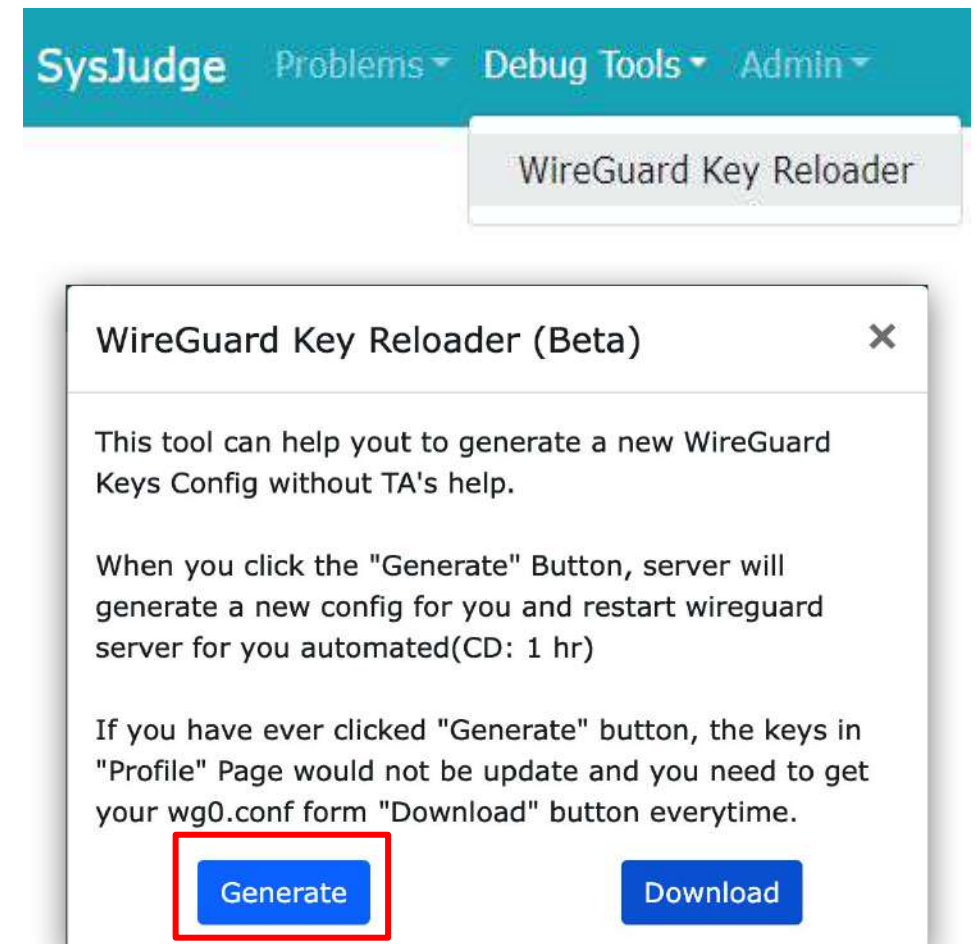 SysJudge Problems Debug Tools Admin
WireGuard Key Reloader
WireGuard Key Reloader (Beta) ×
This tool can help yout to generate a new WireGuard
Keys Config without TA's help.
When you click the "Generate" Button, server will
generate a new config for you and restart wireguard
server for you automated(CD: 1 hr)
If you have ever clicked "Generate" button, the keys in
"Profile" Page would not be update and you need to get
your wg0.conf form "Download" button everytime.
Generate Download